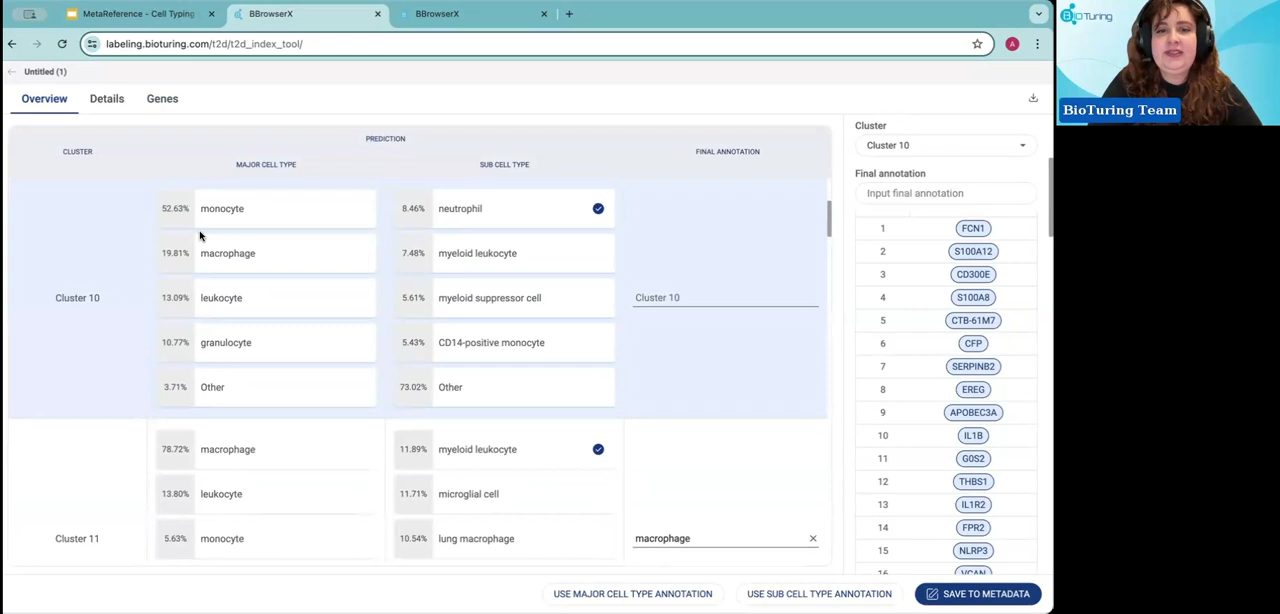 MetaReference - Cell Typing
BBrowserX
BBrowserX
labeling.bioturing.com/t2d/t2d_index_tool/
A
BioTuring
BioTuring Team
Untitled (1)
Overview
Details
Genes
CLUSTER
PREDICTION
MAJOR CELL TYPE
SUB CELL TYPE
FINAL ANNOTATION
Cluster 10
52.63% monocyte
19.81% macrophage
13.09% leukocyte
10.77% granulocyte
3.71% Other
8.46% neutrophil
7.48% myeloid leukocyte
5.61% myeloid suppressor cell
5.43% CD14-positive monocyte
73.02% Other
Cluster 10
Cluster 11
78.72% macrophage
13.80% leukocyte
5.63% monocyte
11.89% myeloid leukocyte
11.71% microglial cell
10.54% lung macrophage
macrophage
Cluster
Cluster 10
Final annotation
Input final annotation
1 FCN1
2 S100A12
3 CD300E
4 S100A8
5 CTB-61M7
6 CFP
7 SERPINB2
8 EREG
9 APOBEC3A
10 IL1B
11 G0S2
12 THBS1
13 IL1R2
14 FPR2
15 NLRP3
16 VCAN
USE MAJOR CELL TYPE ANNOTATION
USE SUB CELL TYPE ANNOTATION
SAVE TO METADATA